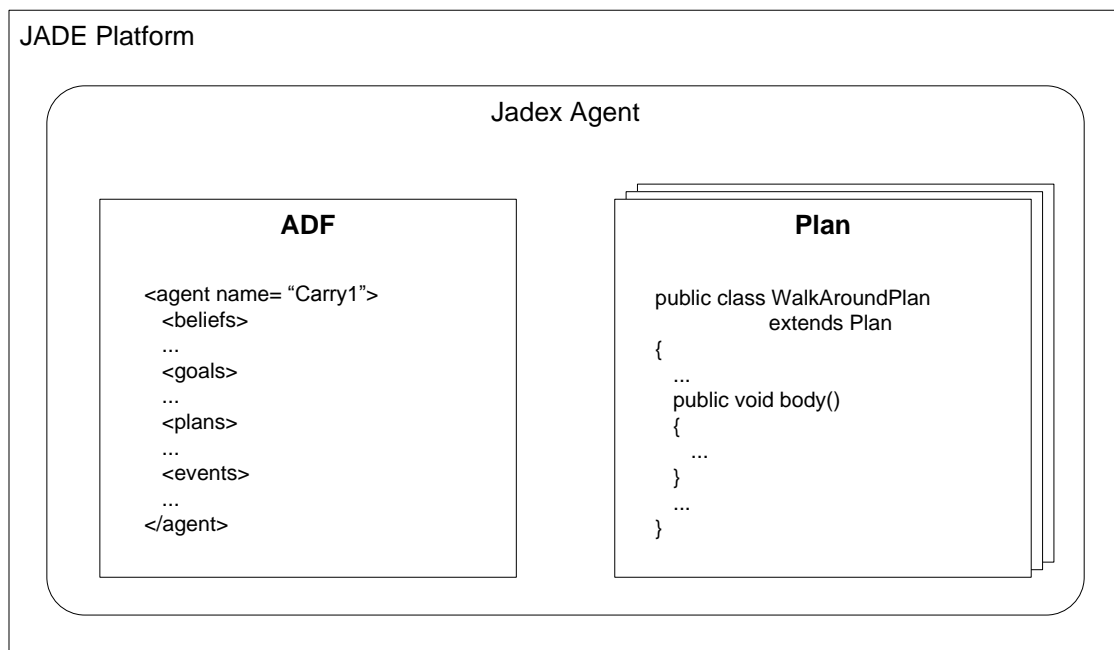 JADE Platform
Jadex Agent
ADF
<agent name= “Carry1”>
<beliefs>
...
<goals>
...
<plans>
...
<events>
...
</agent>
Plan
public class WalkAroundPlan
extends Plan
{
...
public void body()
{
...
}
...
}